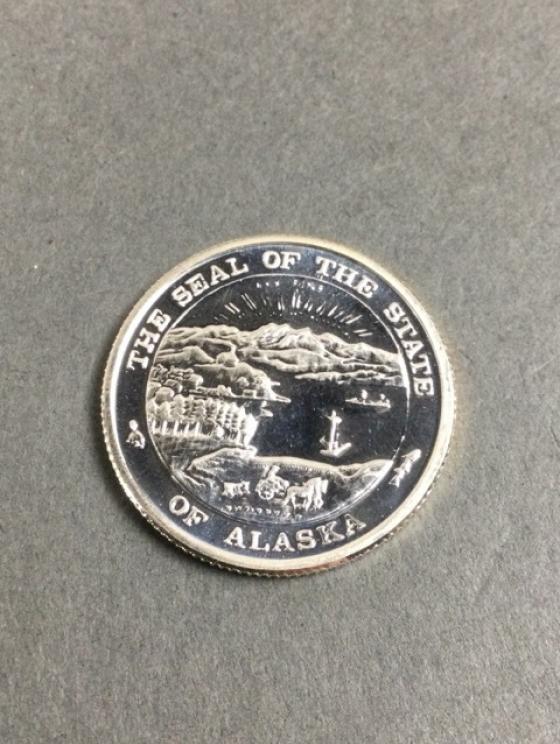 THE SEAL OF THE STATE
OF ALASKA